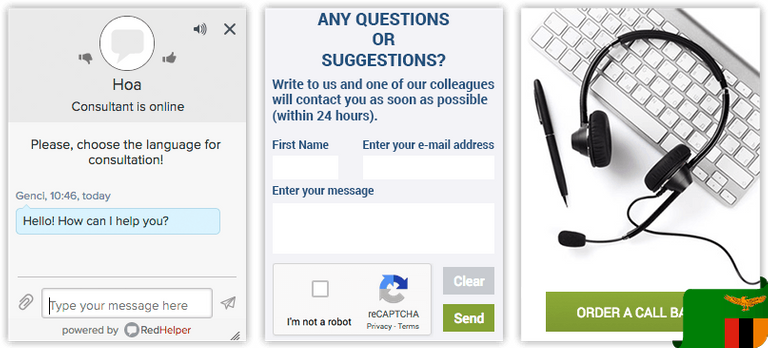 Hoa
Consultant is online
Please, choose the language for
consultation!
Genci, 10:46, today
Hello! How can I help you?
Type your message here
powered by RedHelper
ANY QUESTIONS
OR
SUGGESTIONS?
Write to us and one of our colleagues
will contact you as soon as possible
(within 24 hours).
First Name
Enter your e-mail address
Enter your message
I'm not a robot
reCAPTCHA
Privacy - Terms
Clear
Send
ORDER A CALL